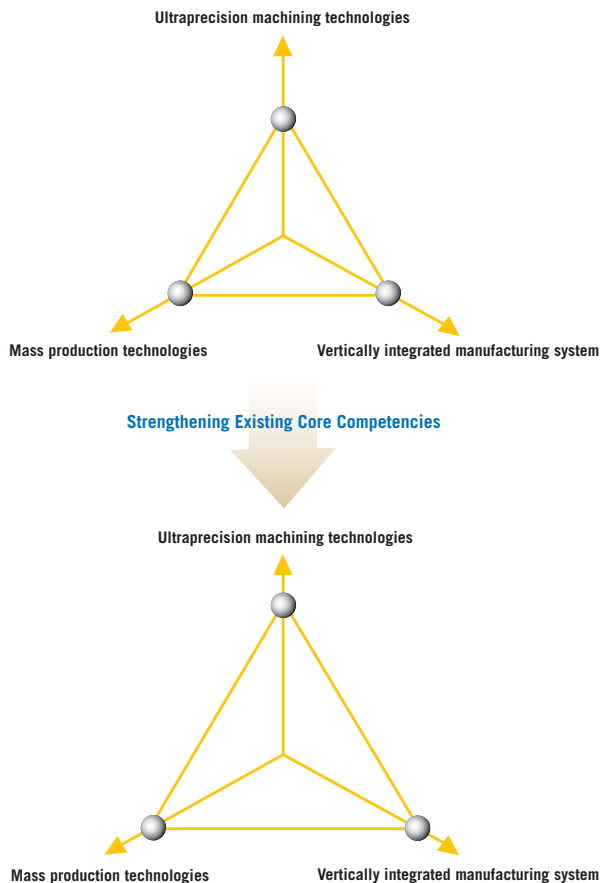 Ultraprecision machining technologies
Mass production technologies
Vertically integrated manufacturing system
Strengthening Existing Core Competencies
Ultraprecision machining technologies
Mass production technologies
Vertically integrated manufacturing system